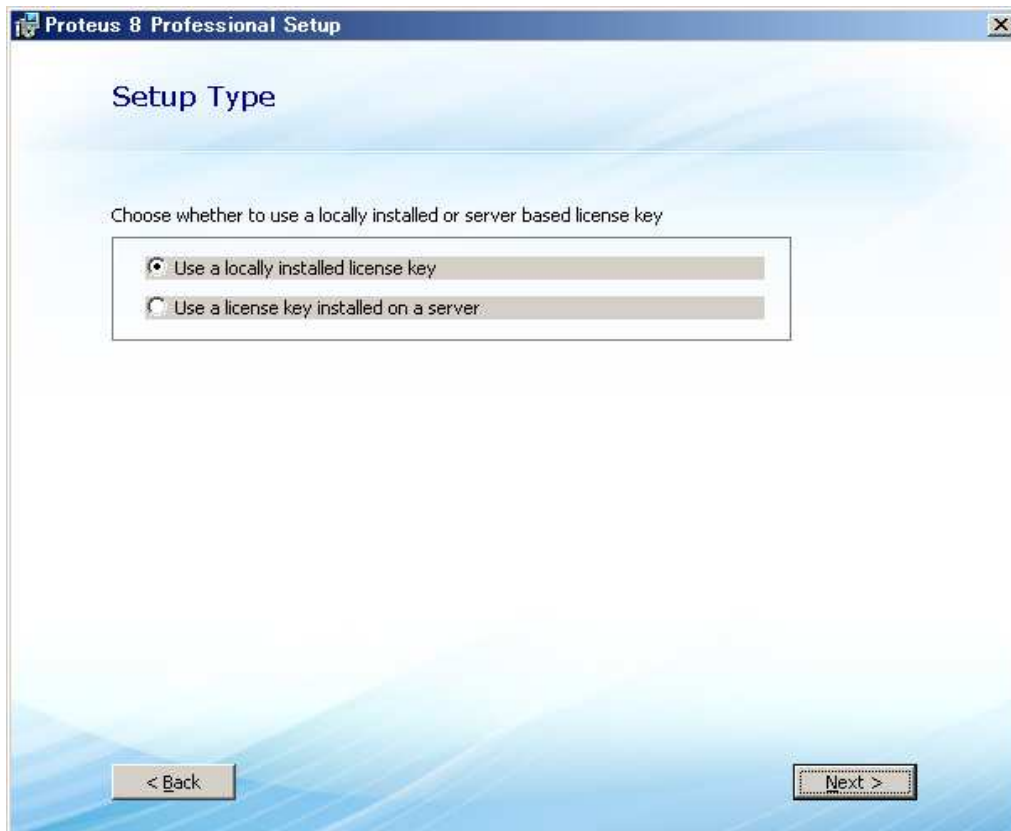 Proteus 8 Professional Setup
Setup Type
Choose whether to use a locally installed or server based license key
Use a locally installed license key
Use a license key installed on a server
< Back
Next >